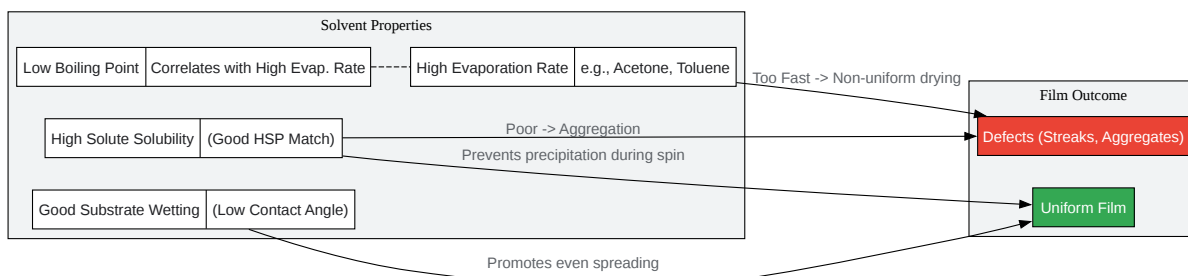 Solvent Properties
Low Boiling Point
Correlates with High Evap. Rate
High Evaporation Rate
e.g., Acetone, Toluene
Too Fast -> Non-uniform drying
Film Outcome
High Solute Solubility
(Good HSP Match)
Poor -> Aggregation
Defects (Streaks, Aggregates)
Prevents precipitation during spin
Good Substrate Wetting
(Low Contact Angle)
Uniform Film
Promotes even spreading